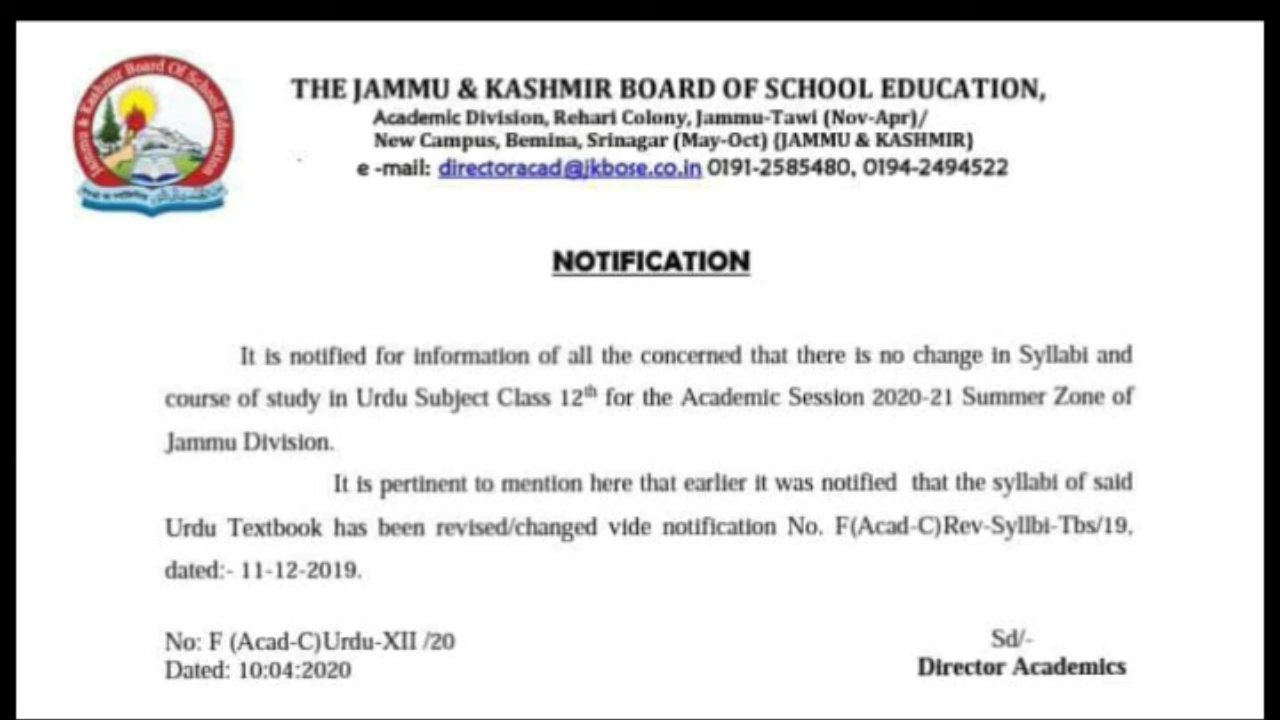 Jammu & Kashmir Board Of School Education
THE JAMMU & KASHMIR BOARD OF SCHOOL EDUCATION,
Academic Division, Rehari Colony, Jammu-Tawi (Nov-Apr)/
New Campus, Bemina, Srinagar (May-Oct) (JAMMU & KASHMIR)
e -mail: directoracad@jkbose.co.in 0191-2585480, 0194-2494522
NOTIFICATION
It is notified for information of all the concerned that there is no change in Syllabi and
course of study in Urdu Subject Class 12th for the Academic Session 2020-21 Summer Zone of
Jammu Division.
It is pertinent to mention here that earlier it was notified that the syllabi of said
Urdu Textbook has been revised/changed vide notification No. F(Acad-C)Rev-Syllbi-Tbs/19,
dated:- 11-12-2019.
No: F (Acad-C)Urdu-XII /20
Dated: 10:04:2020
Sd/-
Director Academics